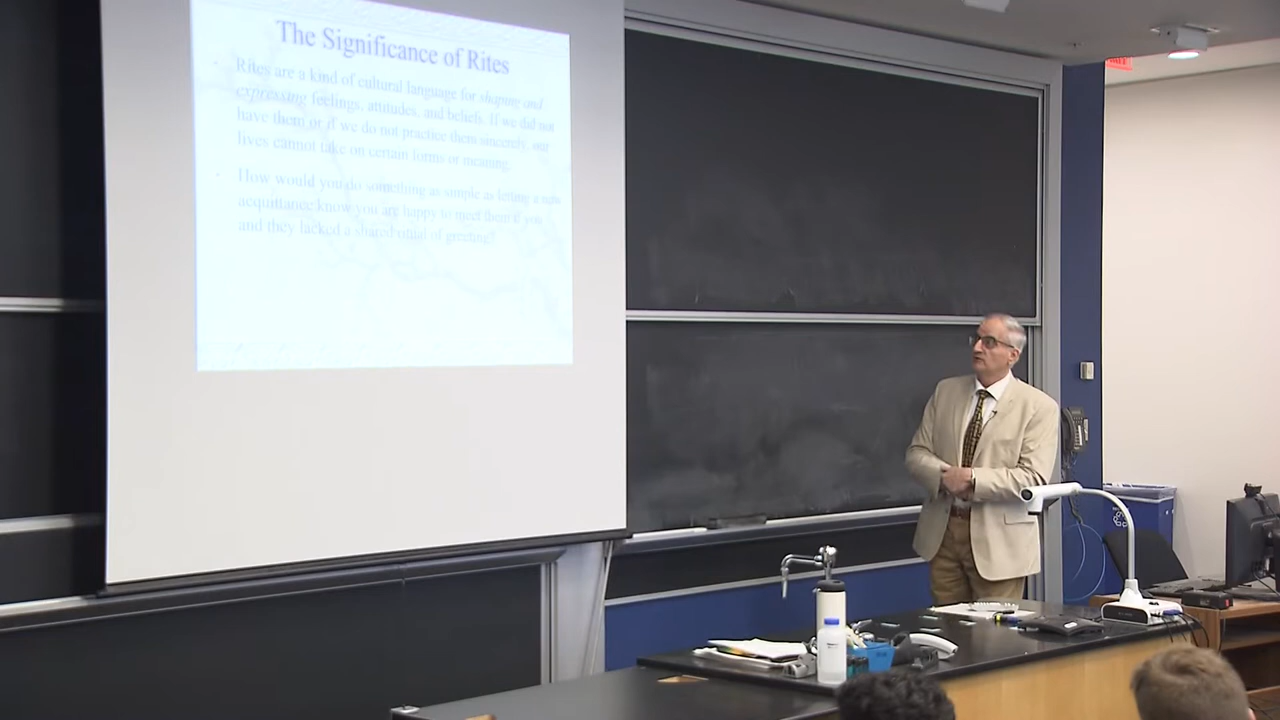 The Significance of Rites
Rites are a kind of cultural language for shaping and
expressing feelings, attitudes, and beliefs. If we did not
have them or if we do not practice them sincerely, our
lives cannot take on certain forms or meaning.
How would you do something as simple as letting a new
acquittance know you are happy to meet them if you
and they lacked a shared ritual of greeting?